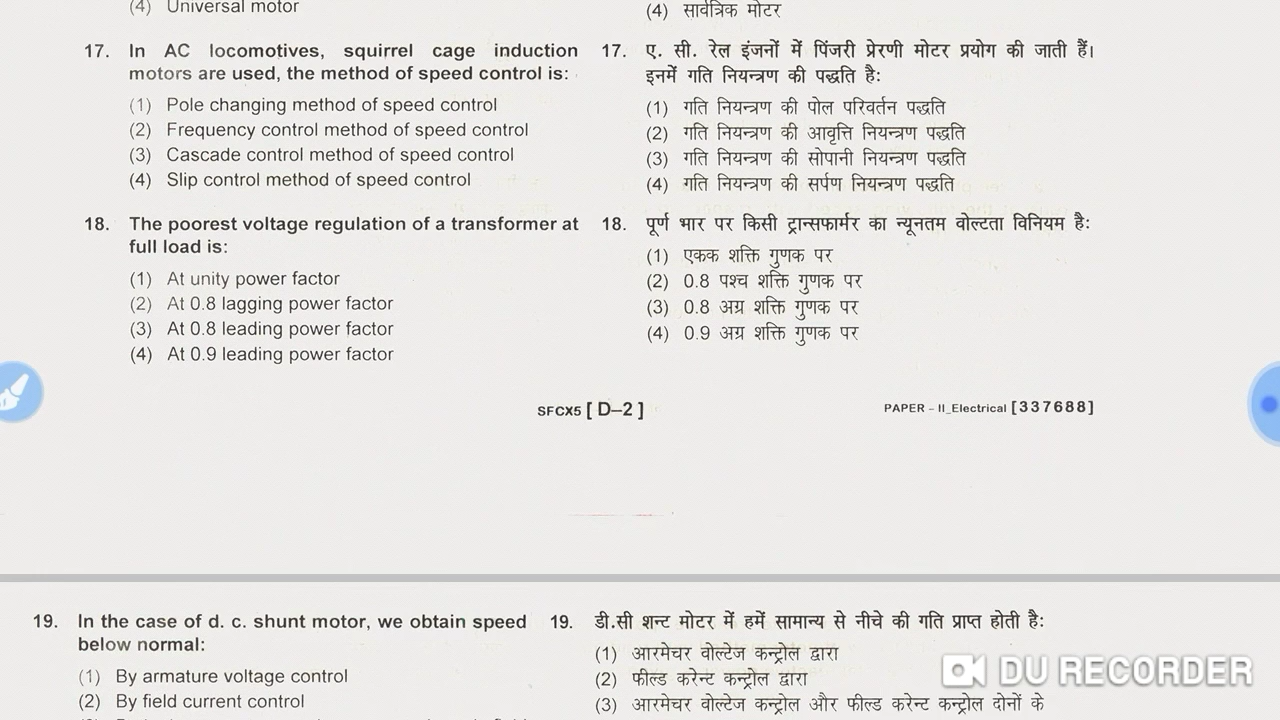 (4) Universal motor
(4) सार्वत्रिक मोटर
17. In AC locomotives, squirrel cage induction
motors are used, the method of speed control is:
(1) Pole changing method of speed control
(2) Frequency control method of speed control
(3) Cascade control method of speed control
(4) Slip control method of speed control
17. ए. सी. रेल इंजनों में पिंजरी प्रेरणी मोटर प्रयोग की जाती हैं।
इनमें गति नियन्त्रण की पद्धति है:
(1) गति नियन्त्रण की पोल परिवर्तन पद्धति
(2) गति नियन्त्रण की आवृत्ति नियन्त्रण पद्धति
(3) गति नियन्त्रण की सोपानी नियन्त्रण पद्धति
(4) गति नियन्त्रण की सर्पण नियन्त्रण पद्धति
18. The poorest voltage regulation of a transformer at
full load is:
(1) At unity power factor
(2) At 0.8 lagging power factor
(3) At 0.8 leading power factor
(4) At 0.9 leading power factor
18. पूर्ण भार पर किसी ट्रान्सफार्मर का न्यूनतम वोल्टता विनियम है:
(1) एकक शक्ति गुणक पर
(2) 0.8 पश्च शक्ति गुणक पर
(3) 0.8 अग्र शक्ति गुणक पर
(4) 0.9 अग्र शक्ति गुणक पर
SFCX5 [ D–2 ]
PAPER – II_Electrical [337688]
19. In the case of d. c. shunt motor, we obtain speed
below normal:
(1) By armature voltage control
(2) By field current control
19. डी.सी शन्ट मोटर में हमें सामान्य से नीचे की गति प्राप्त होती है:
(1) आरमेचर वोल्टेज कन्ट्रोल द्वारा
(2) फील्ड करेन्ट कन्ट्रोल द्वारा
(3) आरमेचर वोल्टेज कन्ट्रोल और फील्ड करेन्ट कन्ट्रोल दोनों के
DU RECORDER